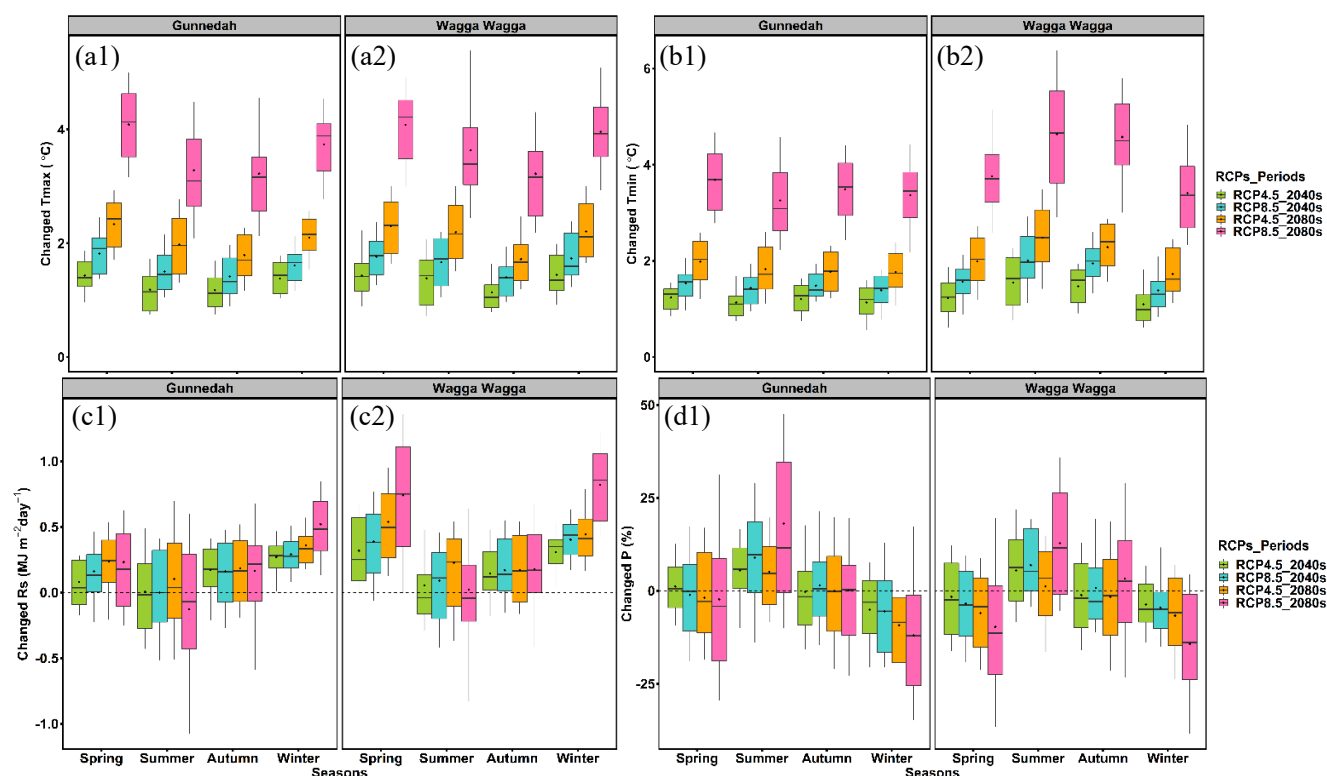 Gunnedah
Wagga Wagga
Gunnedah
Wagga Wagga
(a1)
(a2)
(b1)
(b2)
Changed Tmax ( °C)
4
2
0
Changed Tmin ( °C)
6
4
2
0
RCPs_Periods
RCP4.5_2040s
RCP8.5_2040s
RCP4.5_2080s
RCP8.5_2080s
Gunnedah
Wagga Wagga
Gunnedah
Wagga Wagga
(c1)
(c2)
(d1)
Changed Rs (MJ m⁻²day⁻¹)
1.0
0.5
0.0
-0.5
-1.0
Changed P (%)
50
25
0
-25
RCPs_Periods
RCP4.5_2040s
RCP8.5_2040s
RCP4.5_2080s
RCP8.5_2080s
Spring Summer Autumn Winter
Spring Summer Autumn Winter
Spring Summer Autumn Winter
Spring Summer Autumn Winter
Seasons
Seasons